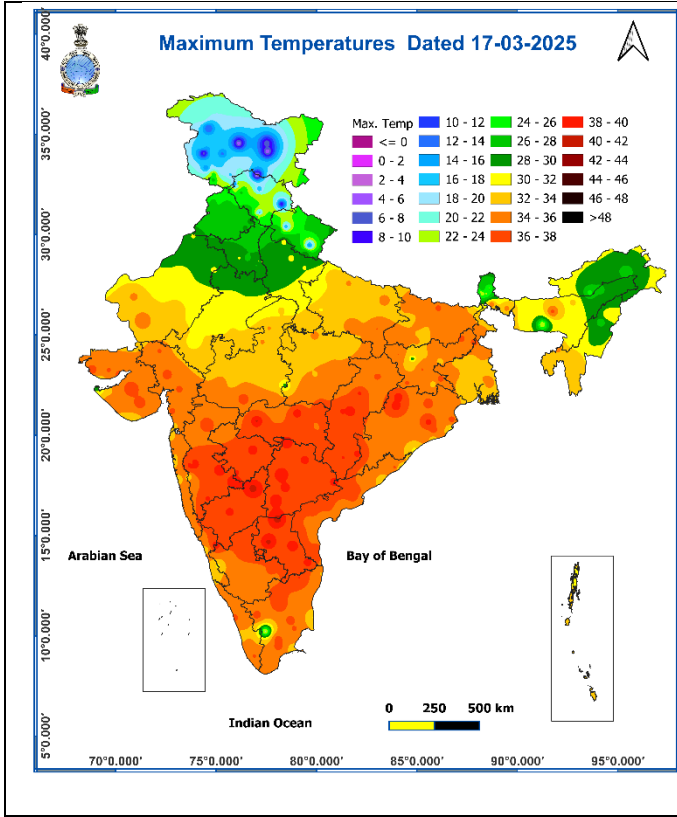 Maximum Temperatures Dated 17-03-2025
Max. Temp
<= 0
0 - 2
2 - 4
4 - 6
6 - 8
8 - 10
10 - 12
12 - 14
14 - 16
16 - 18
18 - 20
20 - 22
22 - 24
24 - 26
26 - 28
28 - 30
30 - 32
32 - 34
34 - 36
36 - 38
38 - 40
40 - 42
42 - 44
44 - 46
46 - 48
>48
40°0.000'
35°0.000'
30°0.000'
25°0.000'
20°0.000'
15°0.000'
10°0.000'
5°0.000'
Arabian Sea
Bay of Bengal
Indian Ocean
0 250 500 km
70°0.000' 75°0.000' 80°0.000' 85°0.000' 90°0.000' 95°0.000'